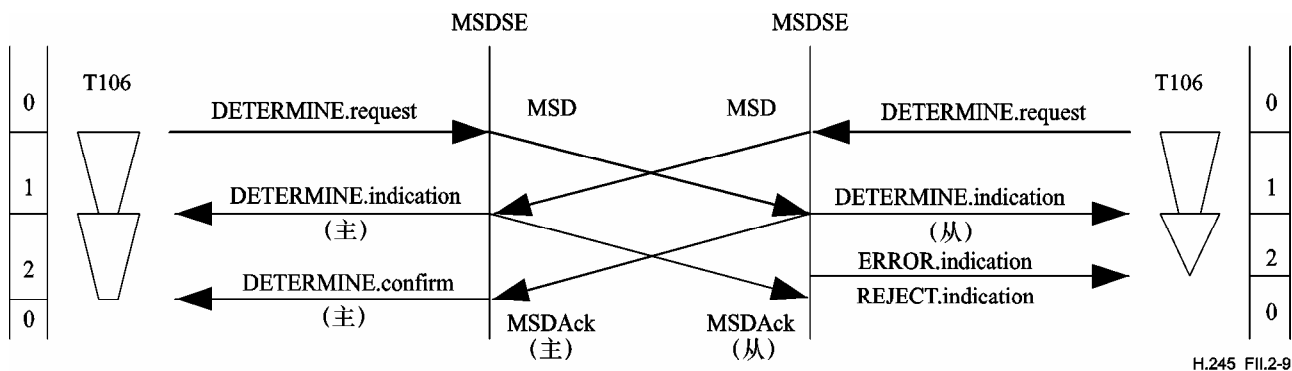 MSDSE MSDSE
T106 T106
0 DETERMINE.request MSD MSD DETERMINE.request 0
1 DETERMINE.indication DETERMINE.indication 1
(主) (从)
2 ERROR.indication 2
DETERMINE.confirm REJECT.indication
0 (主) 0
MSDAck MSDAck
(主) (从)
H.245 FII.2-9